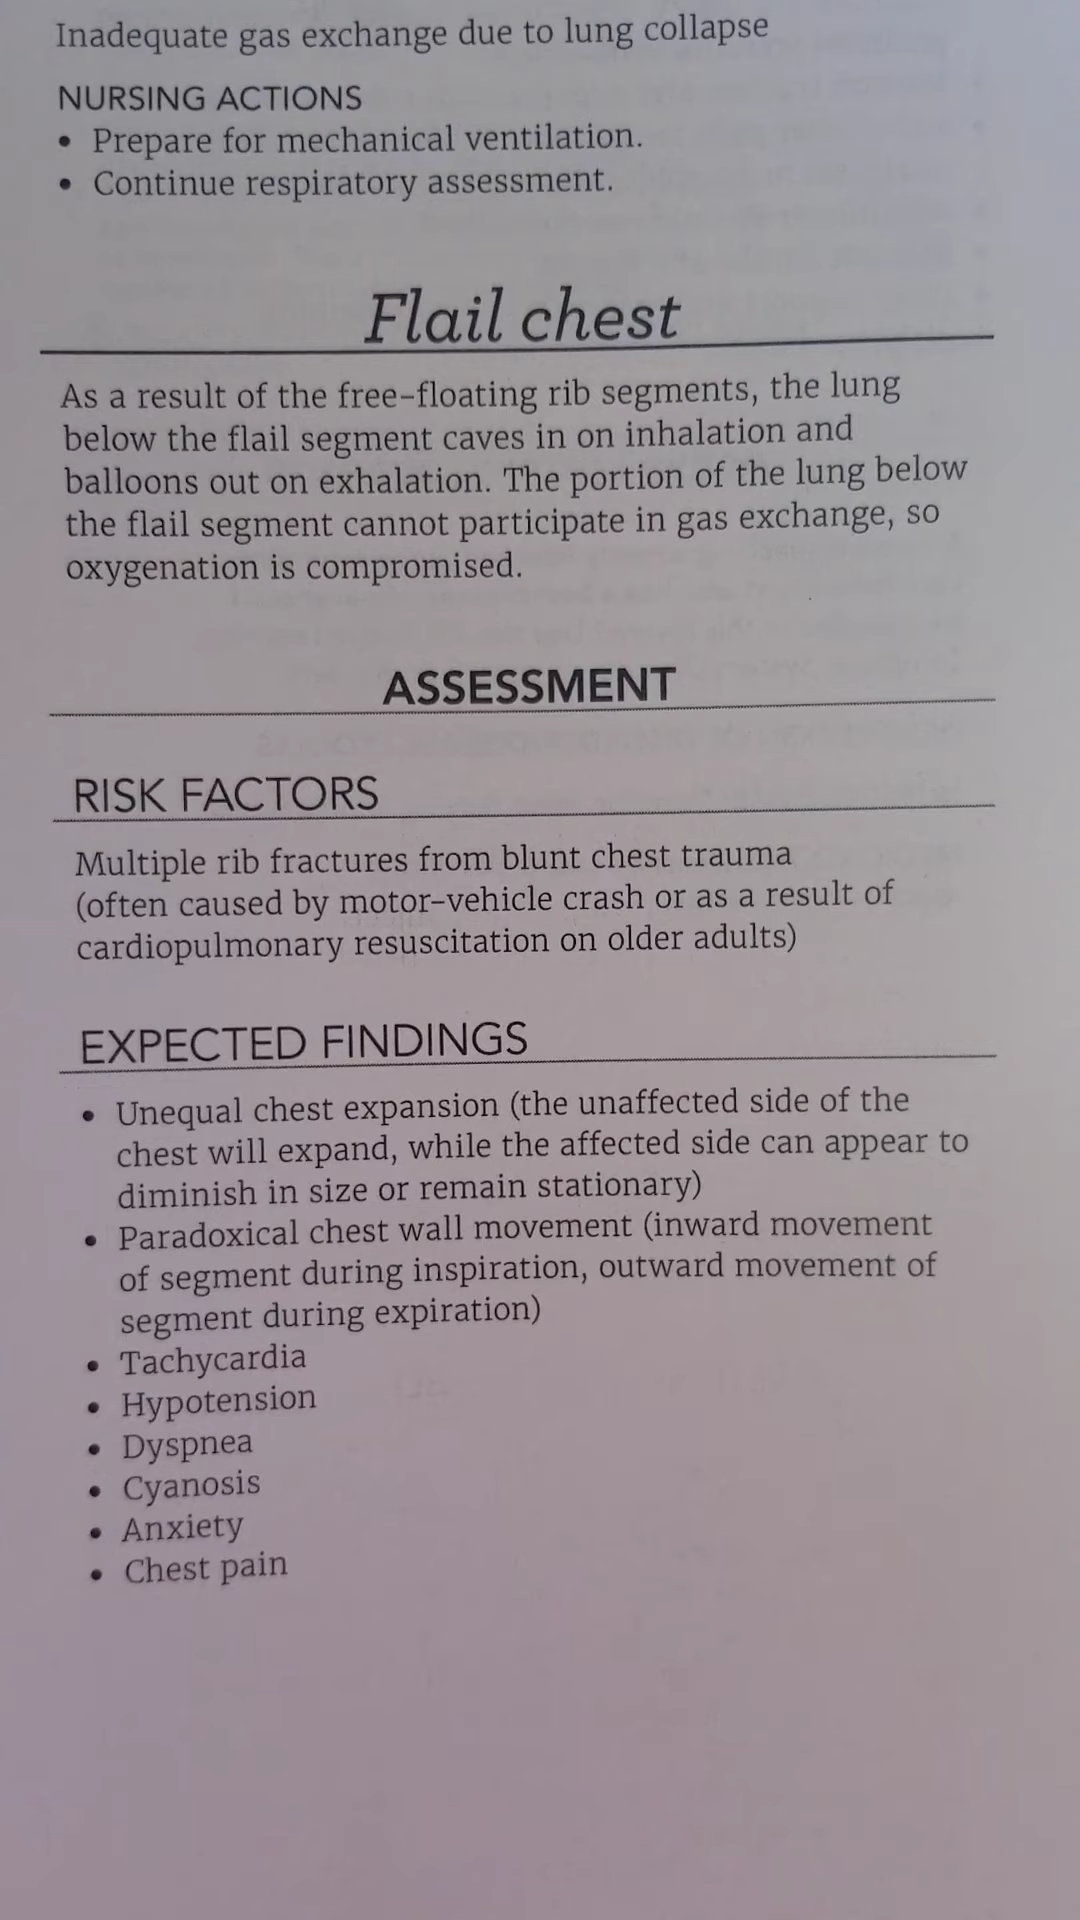 Inadequate gas exchange due to lung collapse
NURSING ACTIONS
• Prepare for mechanical ventilation.
• Continue respiratory assessment.
Flail chest
As a result of the free-floating rib segments, the lung
below the flail segment caves in on inhalation and
balloons out on exhalation. The portion of the lung below
the flail segment cannot participate in gas exchange, so
oxygenation is compromised.
ASSESSMENT
RISK FACTORS
Multiple rib fractures from blunt chest trauma
(often caused by motor-vehicle crash or as a result of
cardiopulmonary resuscitation on older adults)
EXPECTED FINDINGS
• Unequal chest expansion (the unaffected side of the
chest will expand, while the affected side can appear to
diminish in size or remain stationary)
• Paradoxical chest wall movement (inward movement
of segment during inspiration, outward movement of
segment during expiration)
• Tachycardia
• Hypotension
• Dyspnea
• Cyanosis
• Anxiety
• Chest pain